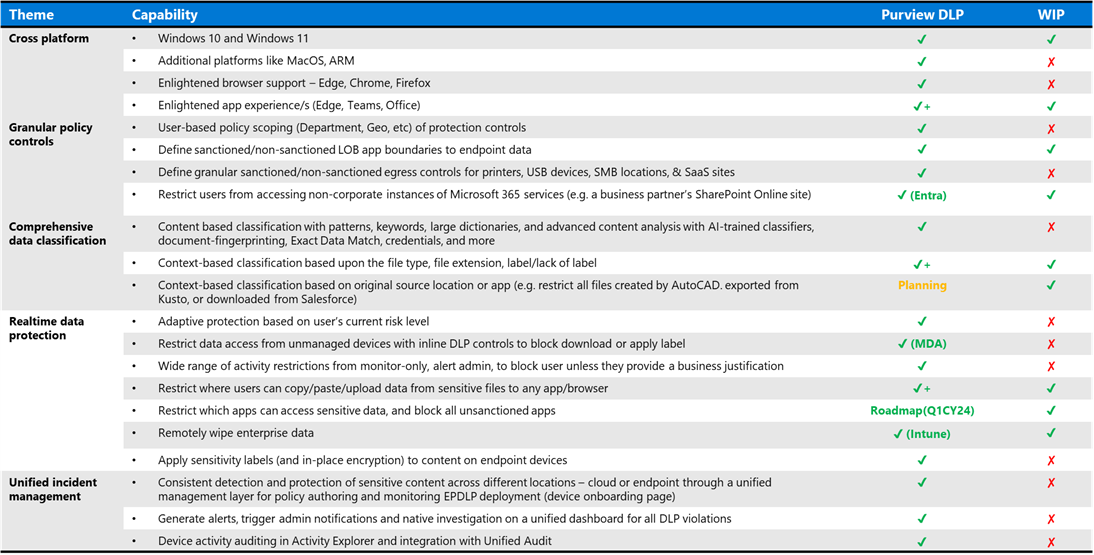 Theme Capability Purview DLP WIP
Cross platform • Windows 10 and Windows 11 ✓ ✓
• Additional platforms like MacOS, ARM ✓ ✗
• Enlightened browser support – Edge, Chrome, Firefox ✓ ✗
• Enlightened app experience/s (Edge, Teams, Office) ✓+ ✓
Granular policy
controls
• User-based policy scoping (Department, Geo, etc) of protection controls ✓ ✗
• Define sanctioned/non-sanctioned LOB app boundaries to endpoint data ✓ ✓
• Define granular sanctioned/non-sanctioned egress controls for printers, USB devices, SMB locations, & SaaS sites ✓ ✗
• Restrict users from accessing non-corporate instances of Microsoft 365 services (e.g. a business partner's SharePoint Online site) ✓ (Entra) ✓
Comprehensive
data classification
• Content based classification with patterns, keywords, large dictionaries, and advanced content analysis with AI-trained classifiers,
document-fingerprinting, Exact Data Match, credentials, and more ✓ ✗
• Context-based classification based upon the file type, file extension, label/lack of label ✓+ ✓
• Context-based classification based on original source location or app (e.g. restrict all files created by AutoCAD. exported from
Kusto, or downloaded from Salesforce) Planning ✓
Realtime data
protection
• Adaptive protection based on user's current risk level ✓ ✗
• Restrict data access from unmanaged devices with inline DLP controls to block download or apply label ✓ (MDA) ✗
• Wide range of activity restrictions from monitor-only, alert admin, to block user unless they provide a business justification ✓ ✗
• Restrict where users can copy/paste/upload data from sensitive files to any app/browser ✓+ ✓
• Restrict which apps can access sensitive data, and block all unsanctioned apps Roadmap(Q1CY24) ✓
• Remotely wipe enterprise data ✓ (Intune) ✓
• Apply sensitivity labels (and in-place encryption) to content on endpoint devices ✓ ✗
Unified incident
management
• Consistent detection and protection of sensitive content across different locations – cloud or endpoint through a unified
management layer for policy authoring and monitoring EPDLP deployment (device onboarding page) ✓ ✗
• Generate alerts, trigger admin notifications and native investigation on a unified dashboard for all DLP violations ✓ ✗
• Device activity auditing in Activity Explorer and integration with Unified Audit ✓ ✗